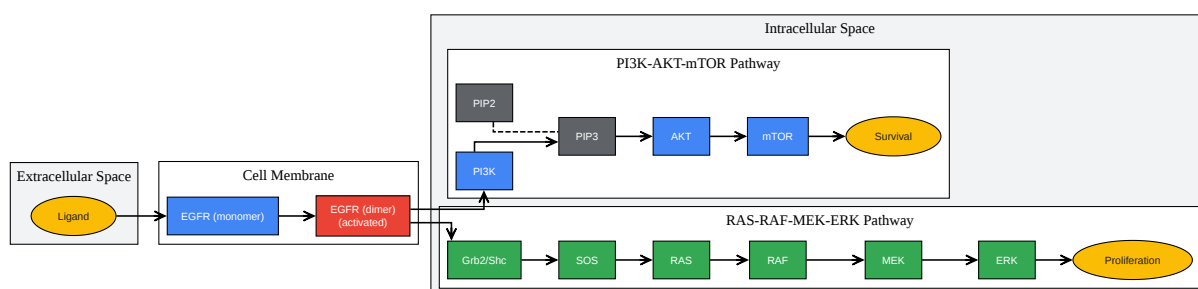 Intracellular Space
PI3K-AKT-mTOR Pathway
PIP2
PIP3
AKT
mTOR
Survival
PI3K
Extracellular Space
Ligand
Cell Membrane
EGFR (monomer)
EGFR (dimer)
(activated)
RAS-RAF-MEK-ERK Pathway
Grb2/Shc
SOS
RAS
RAF
MEK
ERK
Proliferation